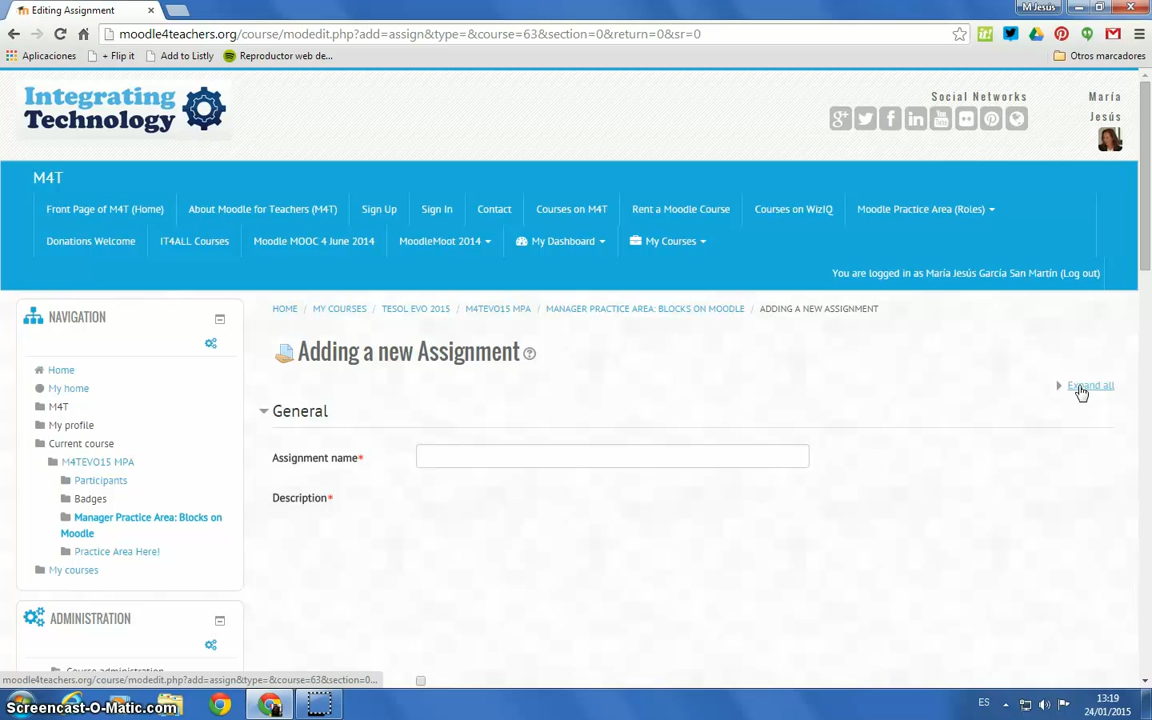 Editing Assignment
M Jesús
moodle4teachers.org/course/modedit.php?add=assign&type=&course=63&section=0&return=0&sr=0
Aplicaciones
+ Flip it
Add to Listly
Reproductor web de...
Otros marcadores
Integrating
Technology
Social Networks
María
Jesús
M4T
Front Page of M4T (Home)
About Moodle for Teachers (M4T)
Sign Up
Sign In
Contact
Courses on M4T
Rent a Moodle Course
Courses on WizIQ
Moodle Practice Area (Roles)
Donations Welcome
IT4ALL Courses
Moodle MOOC 4 June 2014
MoodleMoot 2014
My Dashboard
My Courses
You are logged in as María Jesús García San Martín (Log out)
NAVIGATION
Home
My home
M4T
My profile
Current course
M4TEVO15 MPA
Participants
Badges
Manager Practice Area: Blocks on
Moodle
Practice Area Here!
My courses
ADMINISTRATION
Course administration
HOME / MY COURSES / TESOL EVO 2015 / M4TEVO15 MPA / MANAGER PRACTICE AREA: BLOCKS ON MOODLE / ADDING A NEW ASSIGNMENT
Adding a new Assignment
Expand all
General
Assignment name*
Description*
moodle4teachers.org/course/modedit.php?add=assign&type=&course=63&section=0...
Screencast-O-Matic.com
ES
13:19
24/01/2015